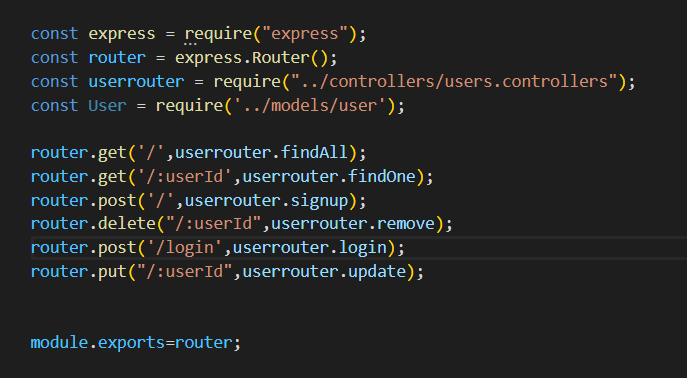 const express = require("express");
const router = express.Router();
const userrouter = require("../controllers/users.controllers");
const User = require('../models/user');
router.get('/',userrouter.findAll);
router.get('/:userId',userrouter.findOne);
router.post('/',userrouter.signup);
router.delete("/:userId",userrouter.remove);
router.post('/login',userrouter.login);
router.put("/:userId",userrouter.update);
module.exports=router;